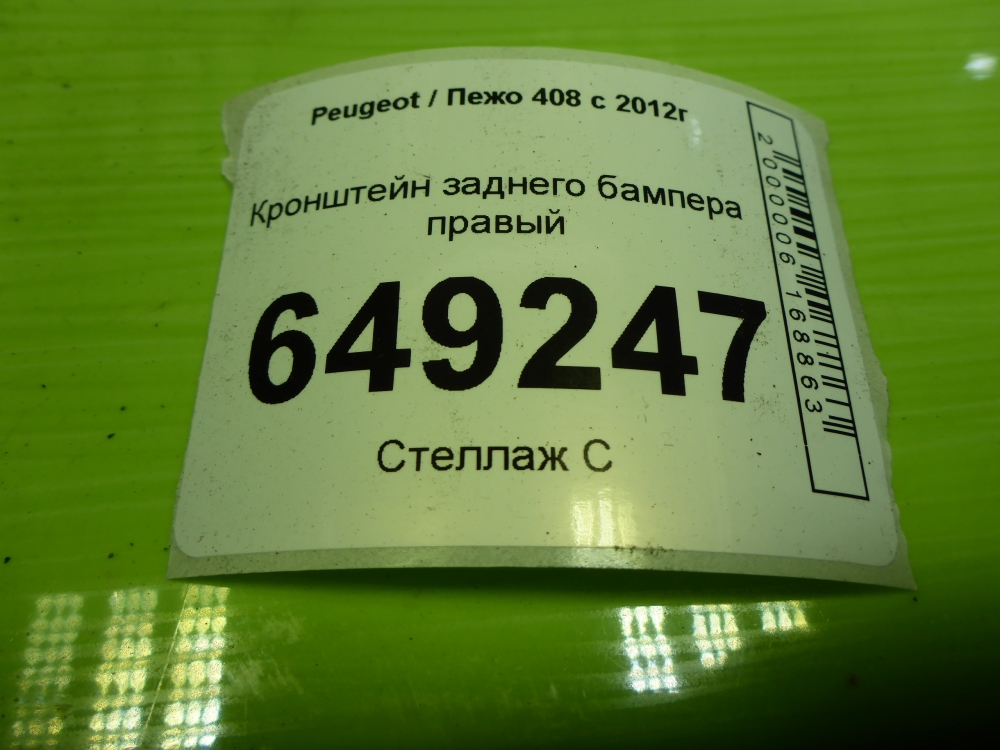 Peugeot / Пежо 408 с 2012г
Кронштейн заднего бампера
правый
649247
Стеллаж С
2000006168863